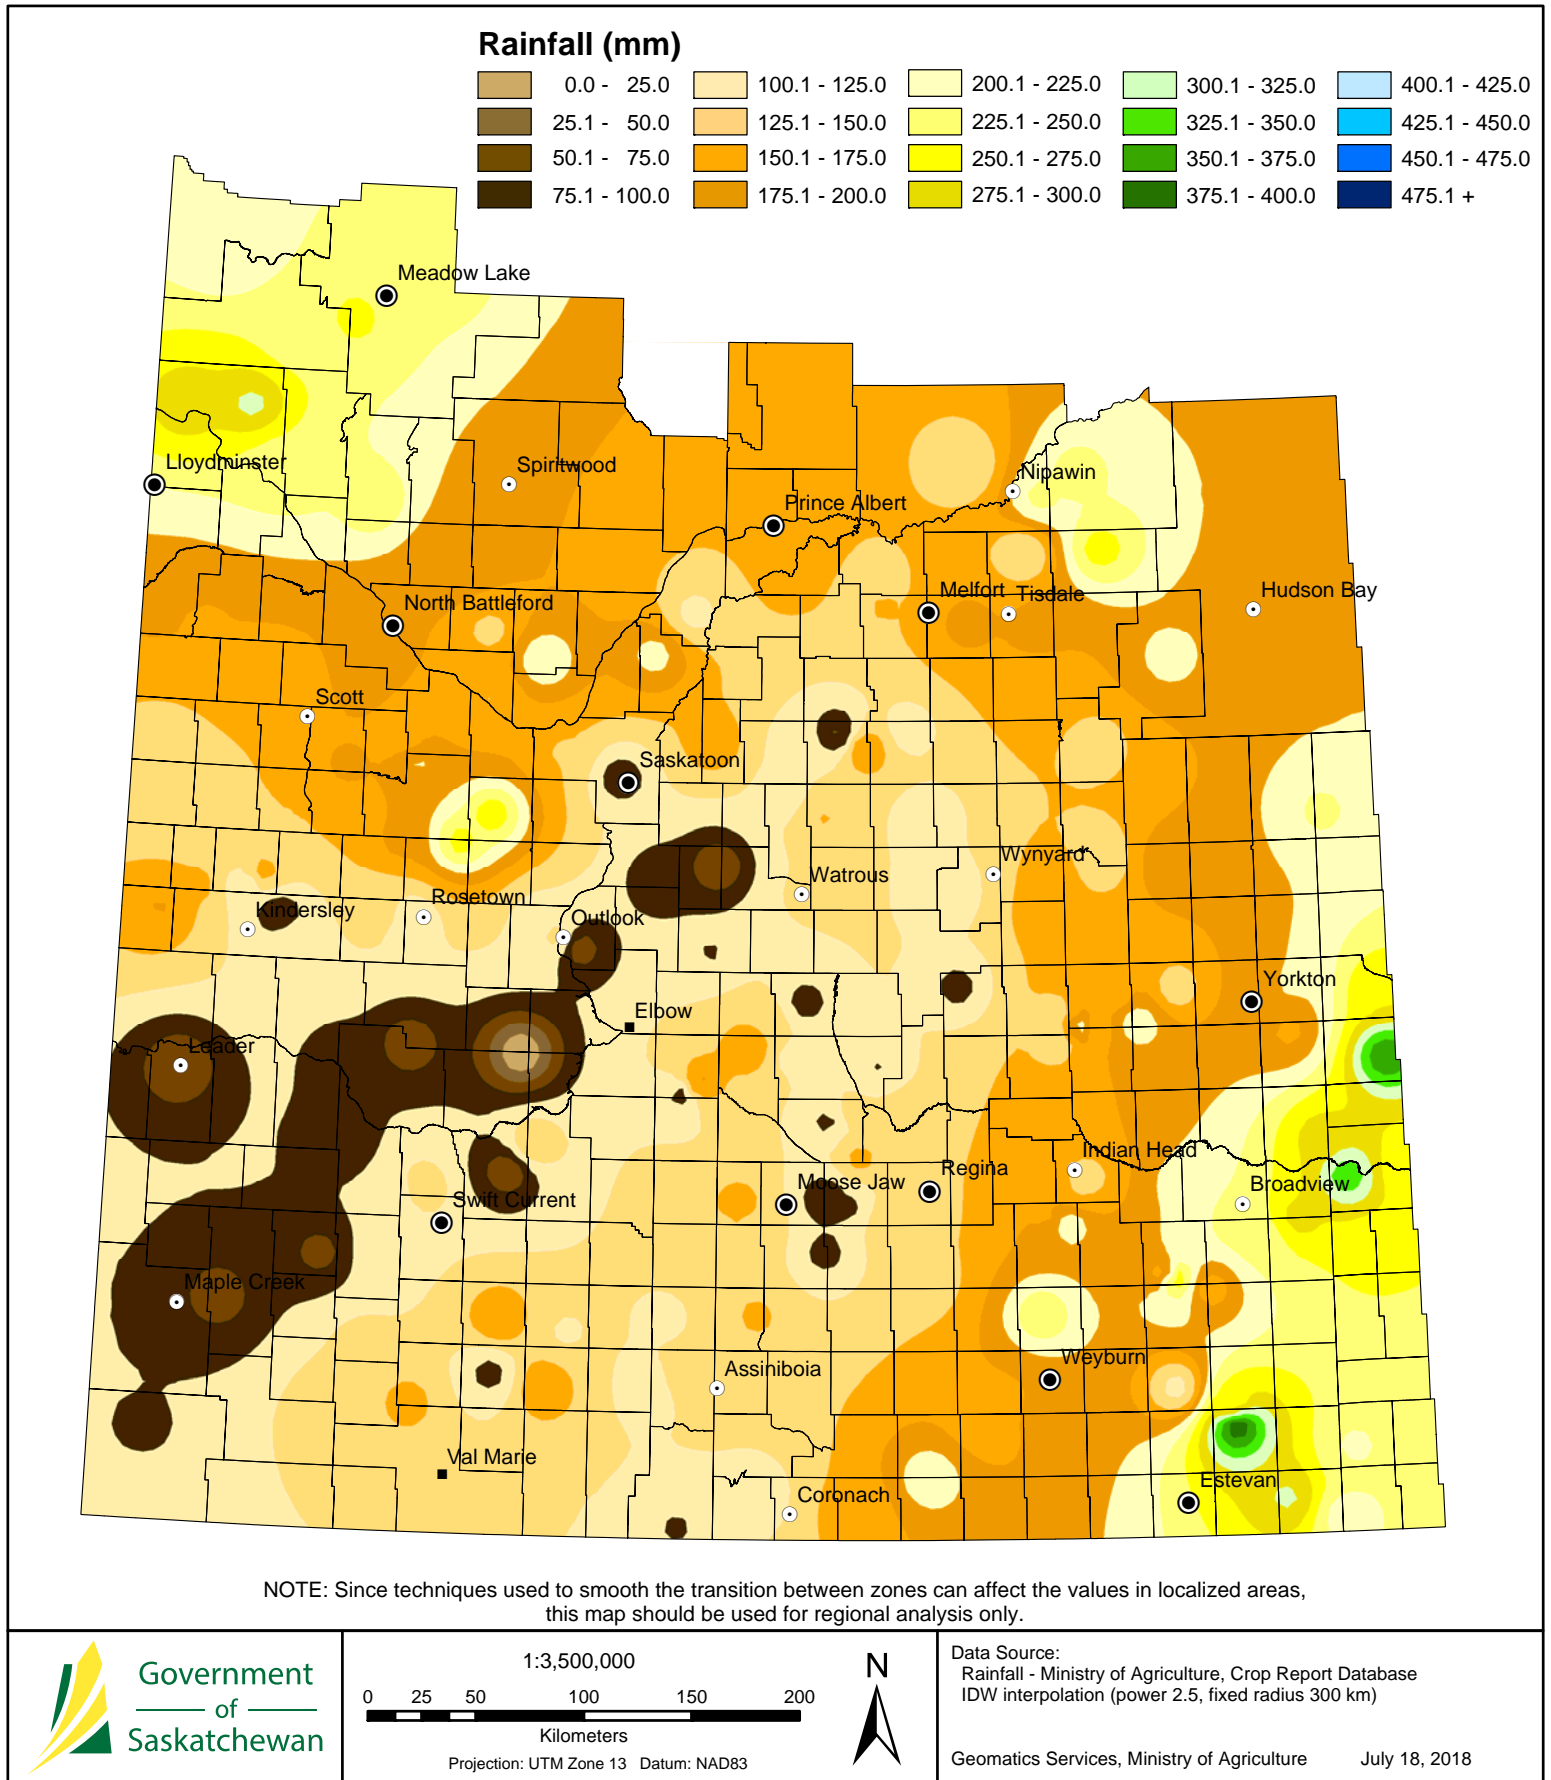 Rainfall (mm)
0.0 - 25.0
25.1 - 50.0
50.1 - 75.0
75.1 - 100.0
100.1 - 125.0
125.1 - 150.0
150.1 - 175.0
175.1 - 200.0
200.1 - 225.0
225.1 - 250.0
250.1 - 275.0
275.1 - 300.0
300.1 - 325.0
325.1 - 350.0
350.1 - 375.0
375.1 - 400.0
400.1 - 425.0
425.1 - 450.0
450.1 - 475.0
475.1 +
Meadow Lake
Lloydminster
Spiritwood
Nipawin
Prince Albert
Hudson Bay
Melfort
Tisdale
North Battleford
Scott
Saskatoon
Wynyard
Watrous
Rosetown
Kindersley
Outlook
Yorkton
Elbow
Leader
Indian Head
Regina
Moose Jaw
Broadview
Swift Current
Maple Creek
Weyburn
Assiniboia
Val Marie
Estevan
Coronach
NOTE: Since techniques used to smooth the transition between zones can affect the values in localized areas,
this map should be used for regional analysis only.
Government
of
Saskatchewan
1:3,500,000
0 25 50 100 150 200
Kilometers
Projection: UTM Zone 13 Datum: NAD83
N
Data Source:
Rainfall - Ministry of Agriculture, Crop Report Database
IDW interpolation (power 2.5, fixed radius 300 km)
Geomatics Services, Ministry of Agriculture July 18, 2018